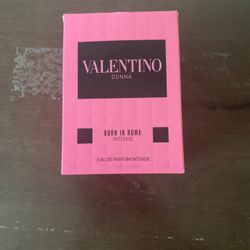 VALENTINO
DONNA
BORN IN ROMA
INTENSE
EAU DE PARFUM INTENSE